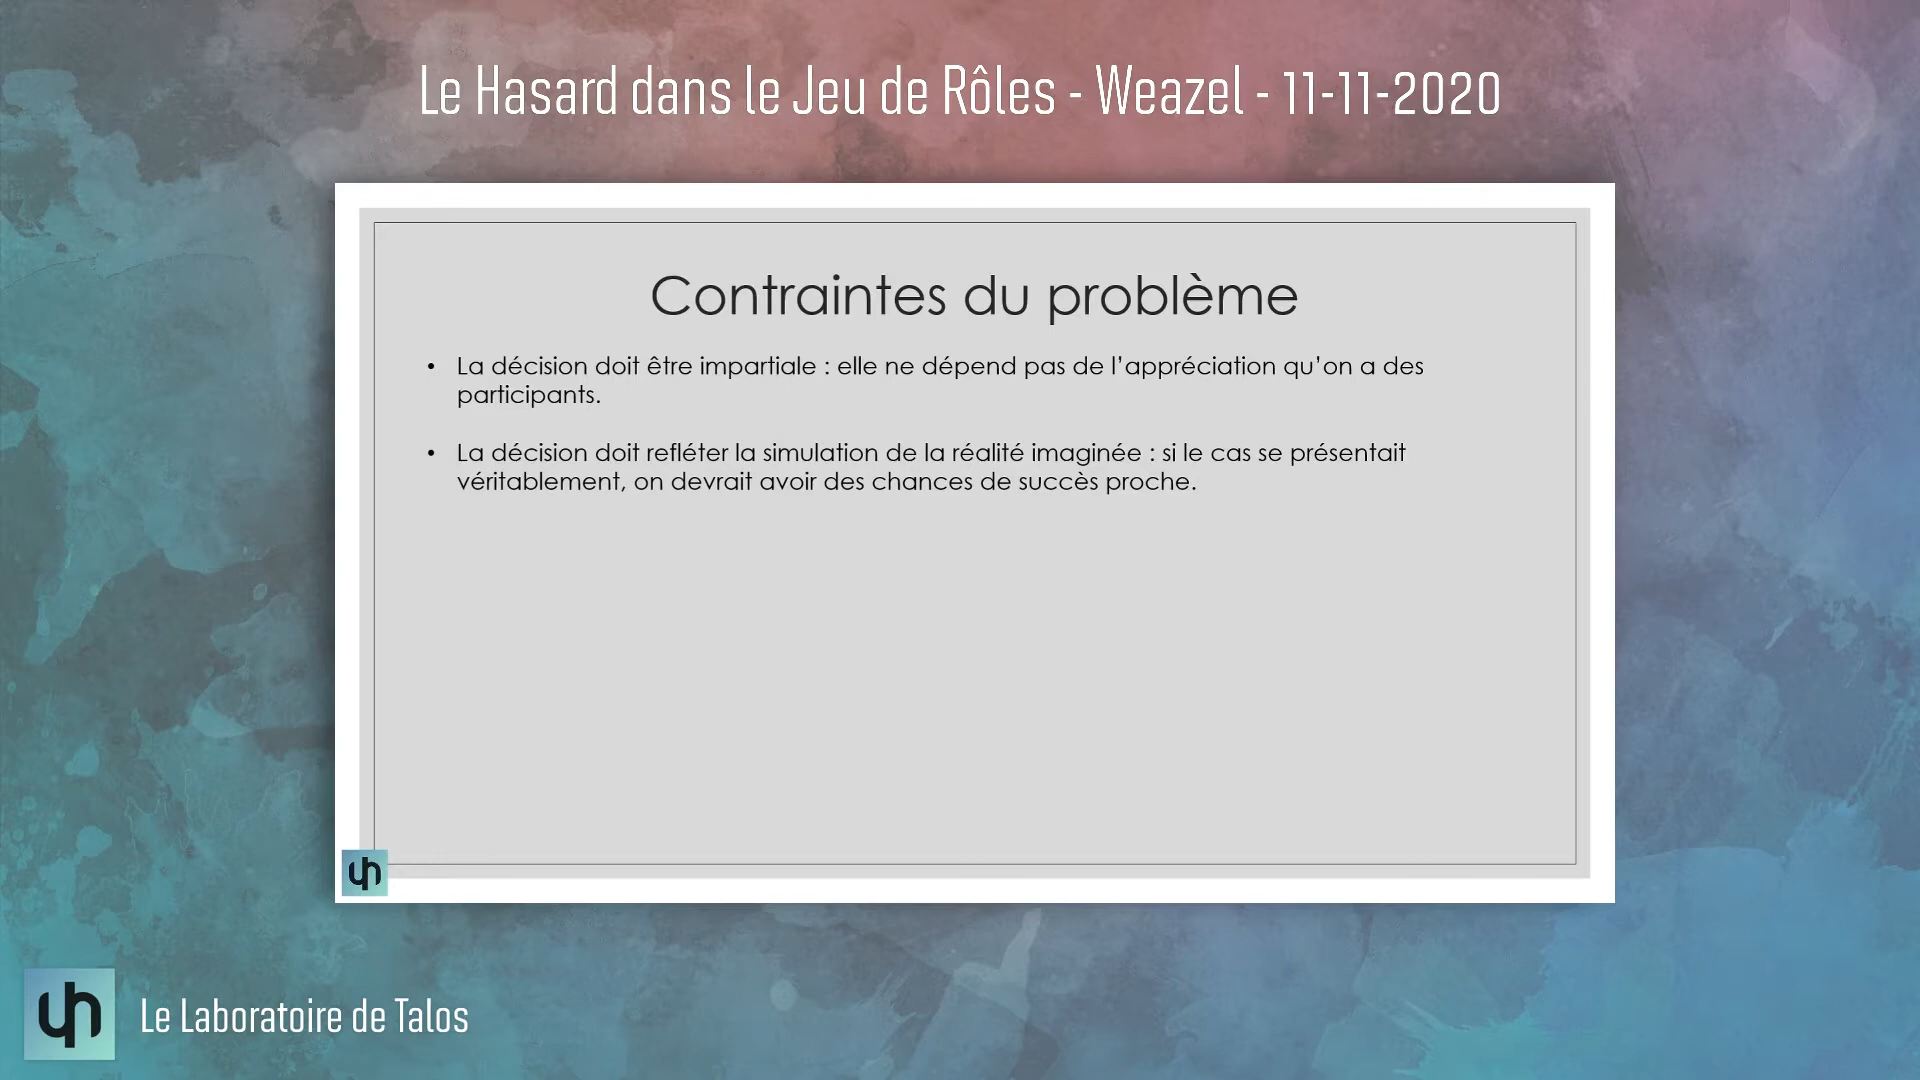 Le Hasard dans le Jeu de Rôles - Weazel - 11-11-2020
Contraintes du problème
• La décision doit être impartiale : elle ne dépend pas de l’appréciation qu’on a des
participants.
• La décision doit refléter la simulation de la réalité imaginée : si le cas se présentait
véritablement, on devrait avoir des chances de succès proche.
Le Laboratoire de Talos